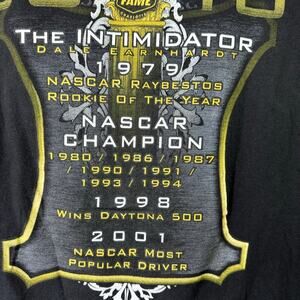 FAME
THE INTIMIDATOR
DALE EARNHARDT
1979
NASCAR RAYBESTOS
ROOKIE OF THE YEAR
NASCAR
CHAMPION
1980 / 1986 / 1987
/ 1990 / 1991 /
1993 / 1994
1998
WINS DAYTONA 500
2001
NASCAR MOST
POPULAR DRIVER